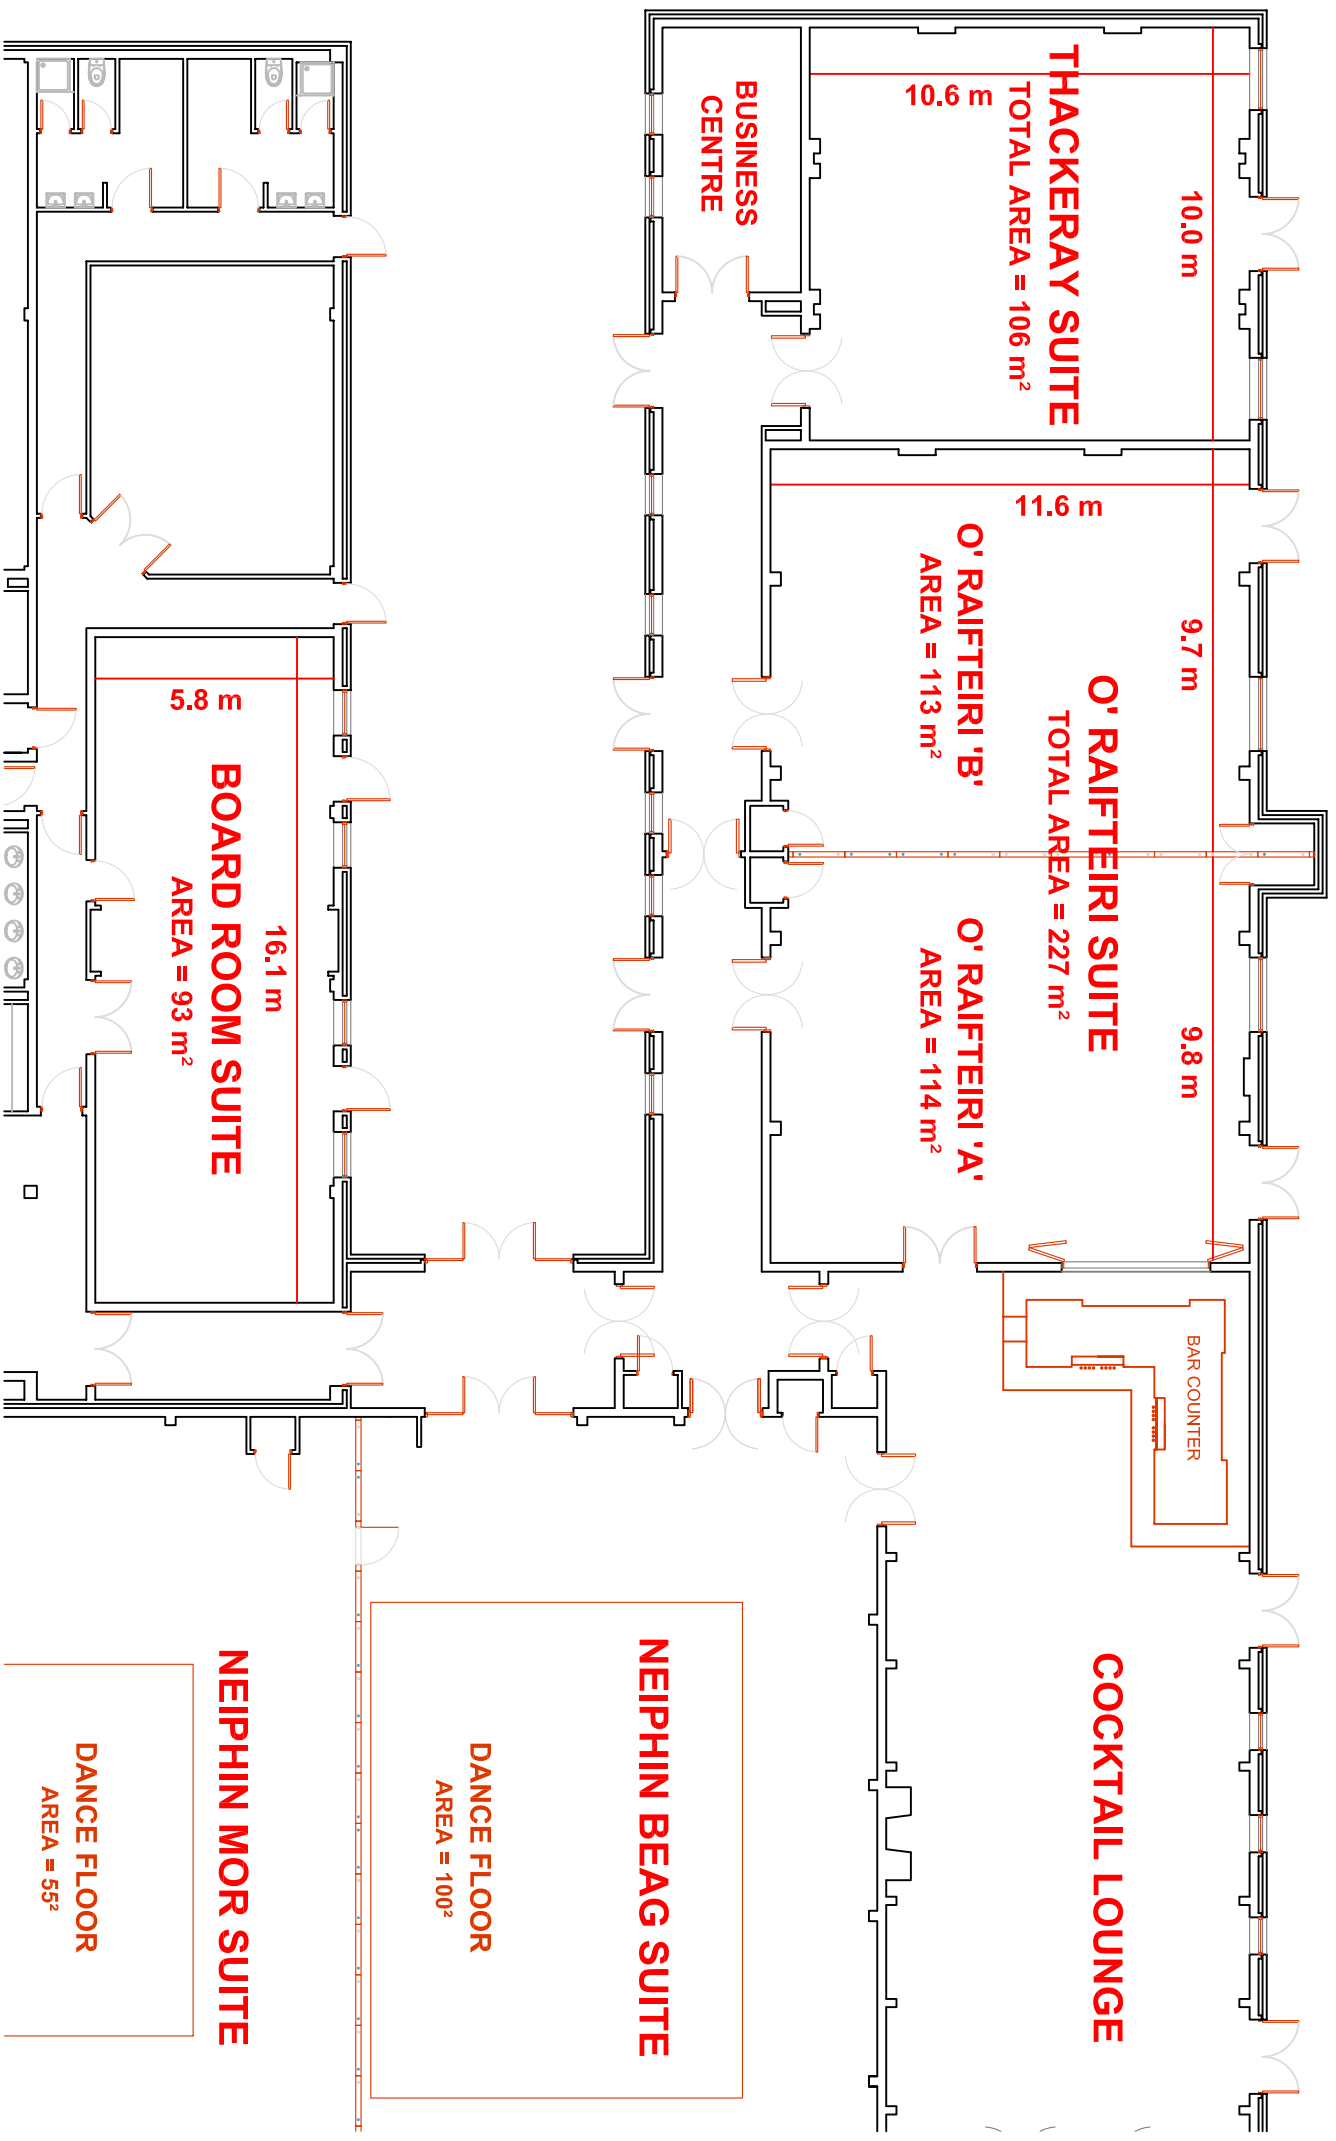 THACKERAY SUITE
TOTAL AREA = 106 m²
10.6 m
10.0 m
BUSINESS
CENTRE
11.6 m
9.7 m
O' RAIFTEIRI 'B'
AREA = 113 m²
O' RAIFTEIRI SUITE
TOTAL AREA = 227 m²
O' RAIFTEIRI 'A'
AREA = 114 m²
9.8 m
5.8 m
16.1 m
BOARD ROOM SUITE
AREA = 93 m²
BAR COUNTER
COCKTAIL LOUNGE
NEIPHIN BEAG SUITE
DANCE FLOOR
AREA = 100²
NEIPHIN MOR SUITE
DANCE FLOOR
AREA = 55²